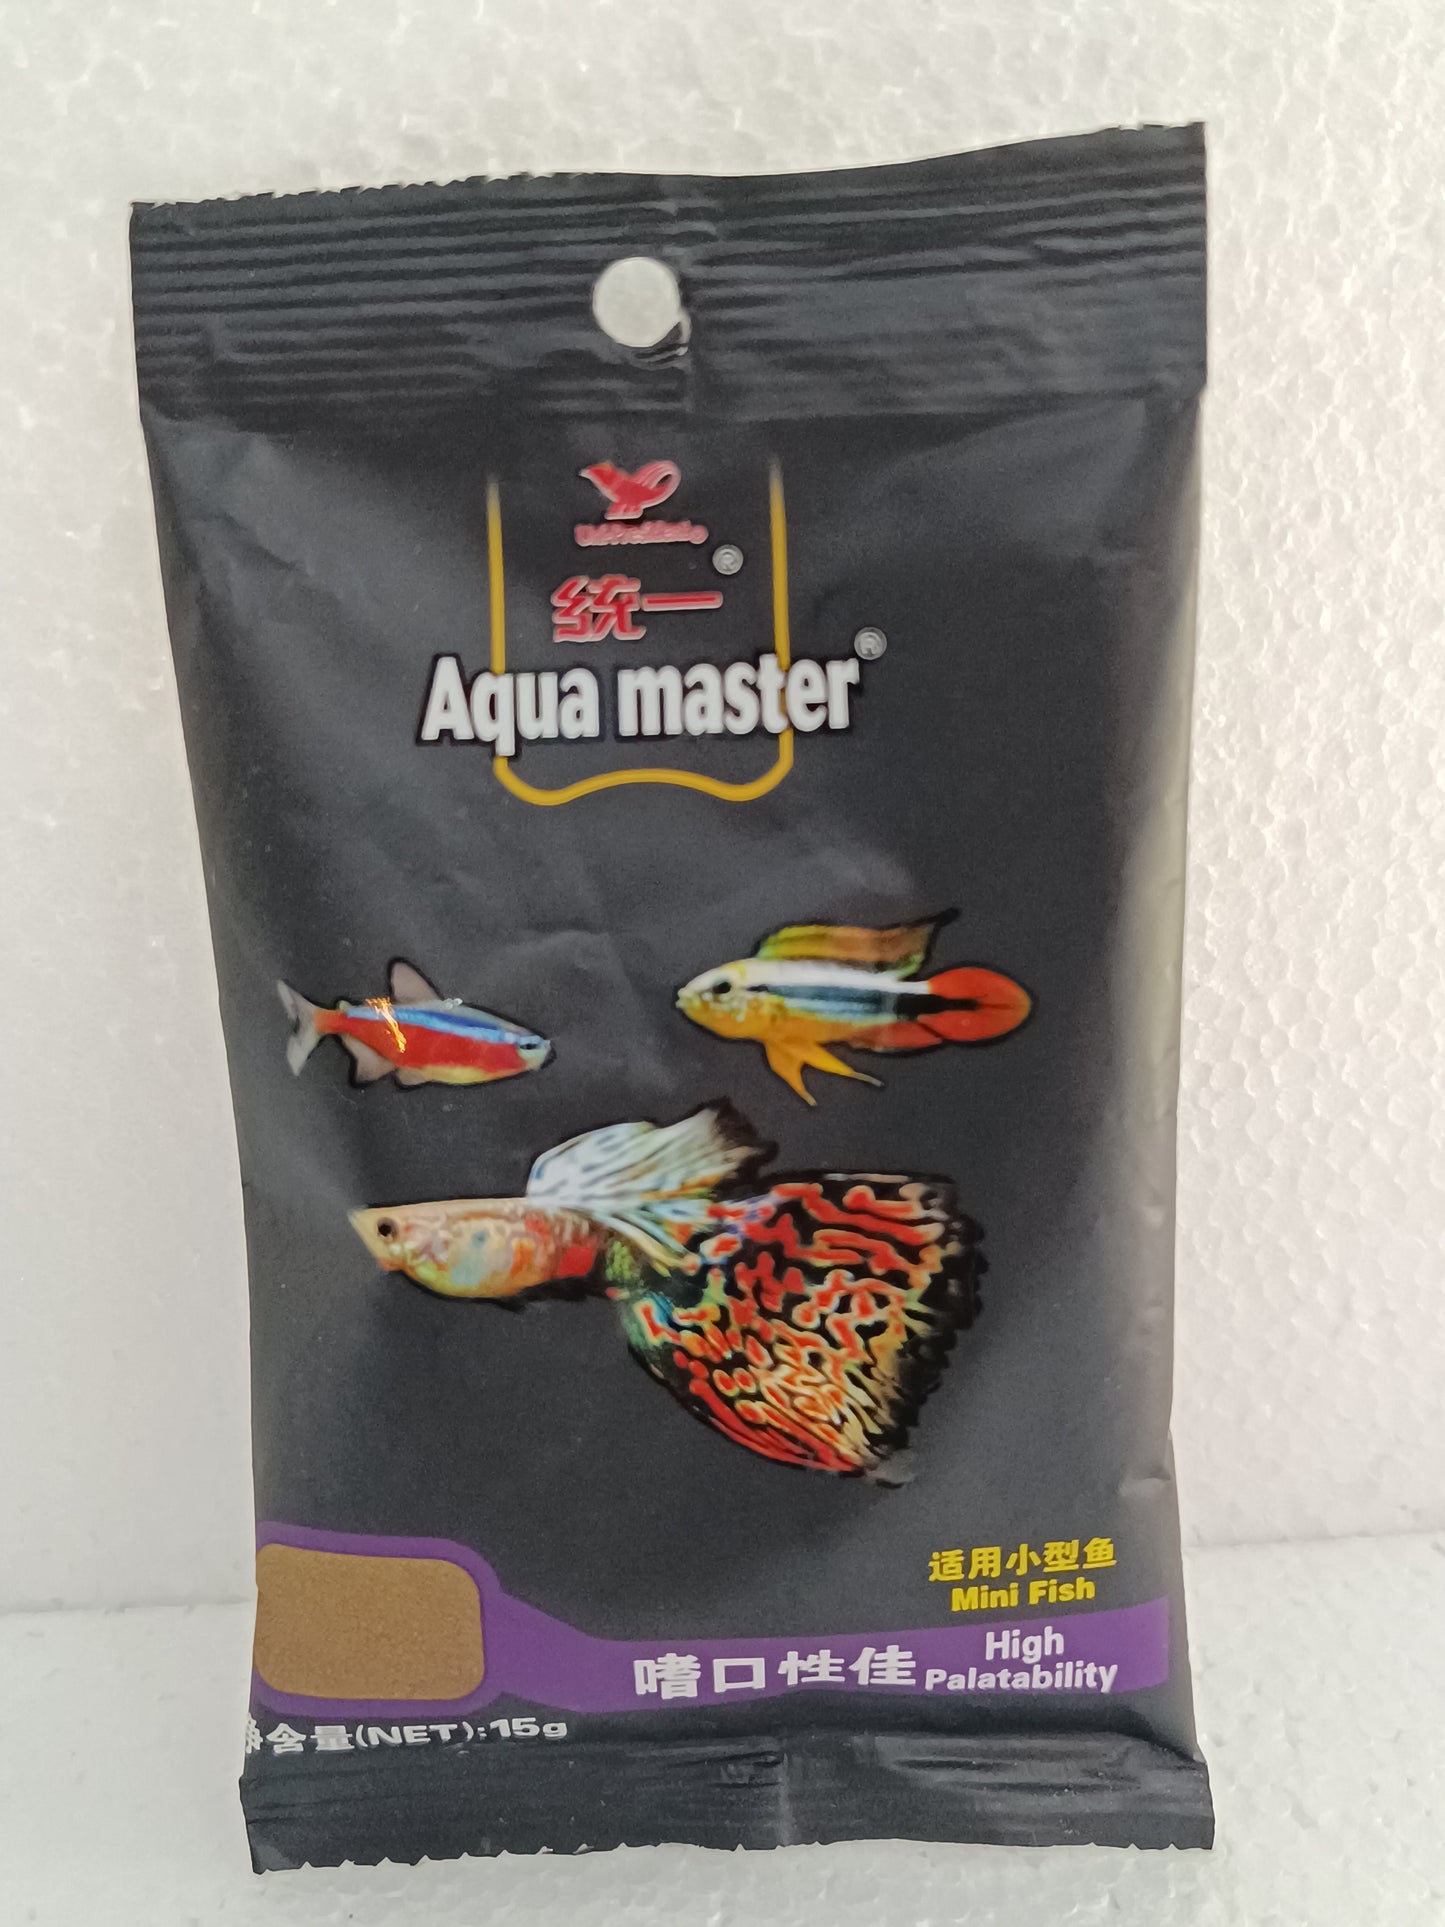 ®
统一
Aqua master®
适用小型鱼
Mini Fish
嗜口性佳 High Palatability
净含量(NET):15g